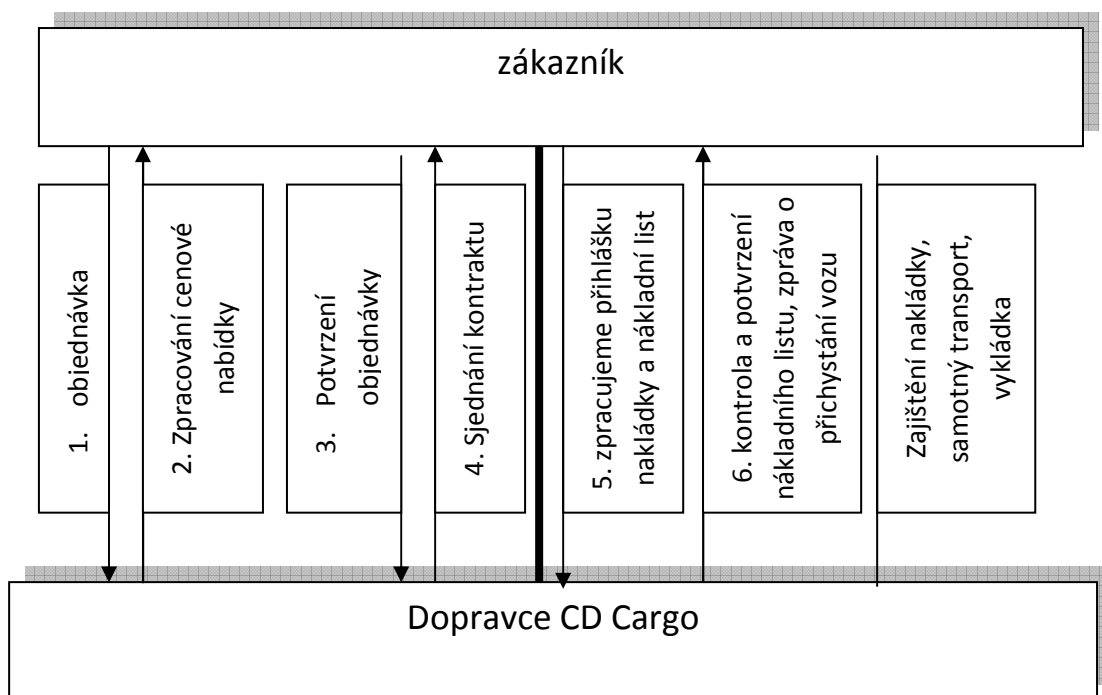 zákazník
1. objednávka
2. Zpracování cenové
nabídky
3. Potvrzení
objednávky
4. Sjednání kontraktu
5. zpracujeme přihlášku
nakládky a nákladní list
6. kontrola a potvrzení
nákladního listu, zpráva o
přichystání vozu
Zajištění nakládky,
samotný transport,
vykládka
Dopravce CD Cargo